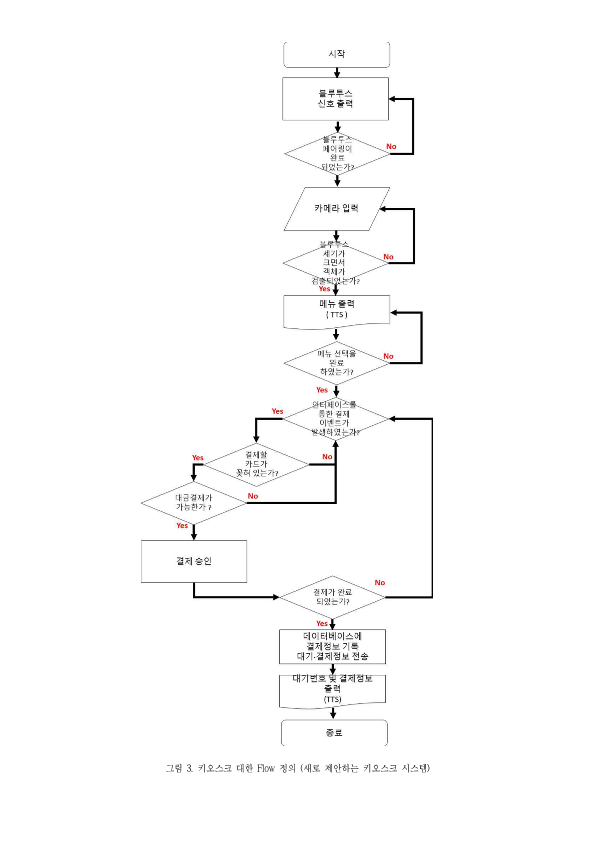 시작
블루투스
신호 출력
블루투스
페어링이
완료
되었는가?
No
카메라 입력
블루투스
세기가
크면서
객체가
검출되었는가?
No
Yes
메뉴 출력
( TTS )
메뉴 선택을
완료
하였는가?
No
Yes
인터페이스를
통한 결제
이벤트가
발생하였는가?
Yes
결제할
카드가
꽂혀 있는가?
Yes
No
대금결제가
가능한가 ?
No
Yes
결제 승인
결제가 완료
되었는가?
No
Yes
데이터베이스에
결제정보 기록
대기·결제정보 전송
대기번호 및 결제정보
출력
(TTS)
종료
그림 3. 키오스크 대한 Flow 정의 (새로 제안하는 키오스크 시스템)